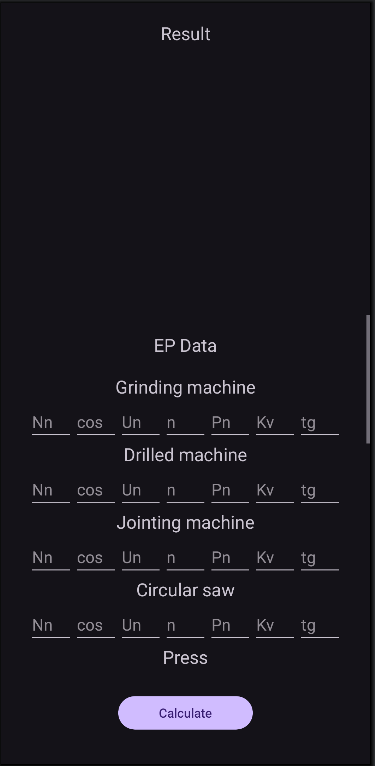 Result
EP Data
Grinding machine
Nn cos Un n Pn Kv tg
Drilled machine
Nn cos Un n Pn Kv tg
Jointing machine
Nn cos Un n Pn Kv tg
Circular saw
Nn cos Un n Pn Kv tg
Press
Calculate